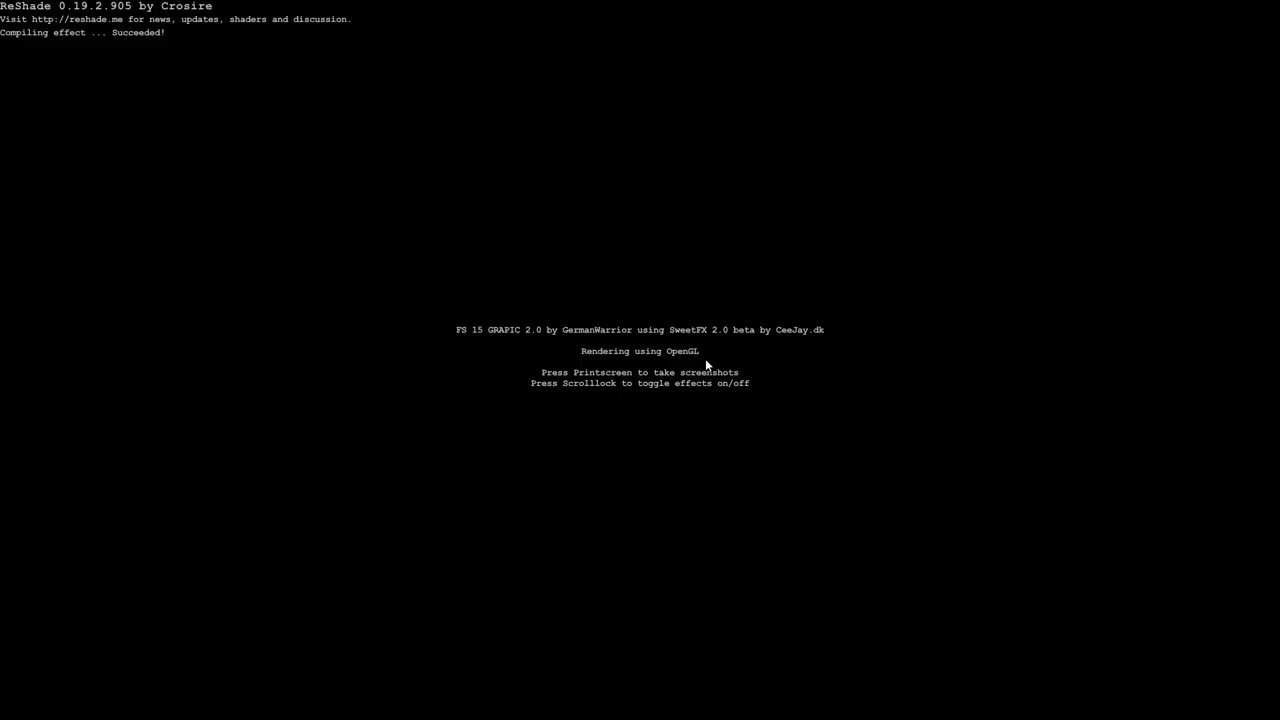 ReShade 0.19.2.905 by Crosire
Visit http://reshade.me for news, updates, shaders and discussion.
Compiling effect ... Succeeded!
FS 15 GRAPIC 2.0 by GermanWarrior using SweetFX 2.0 beta by CeeJay.dk
Rendering using OpenGL
Press Printscreen to take screenshots
Press Scrolllock to toggle effects on/off